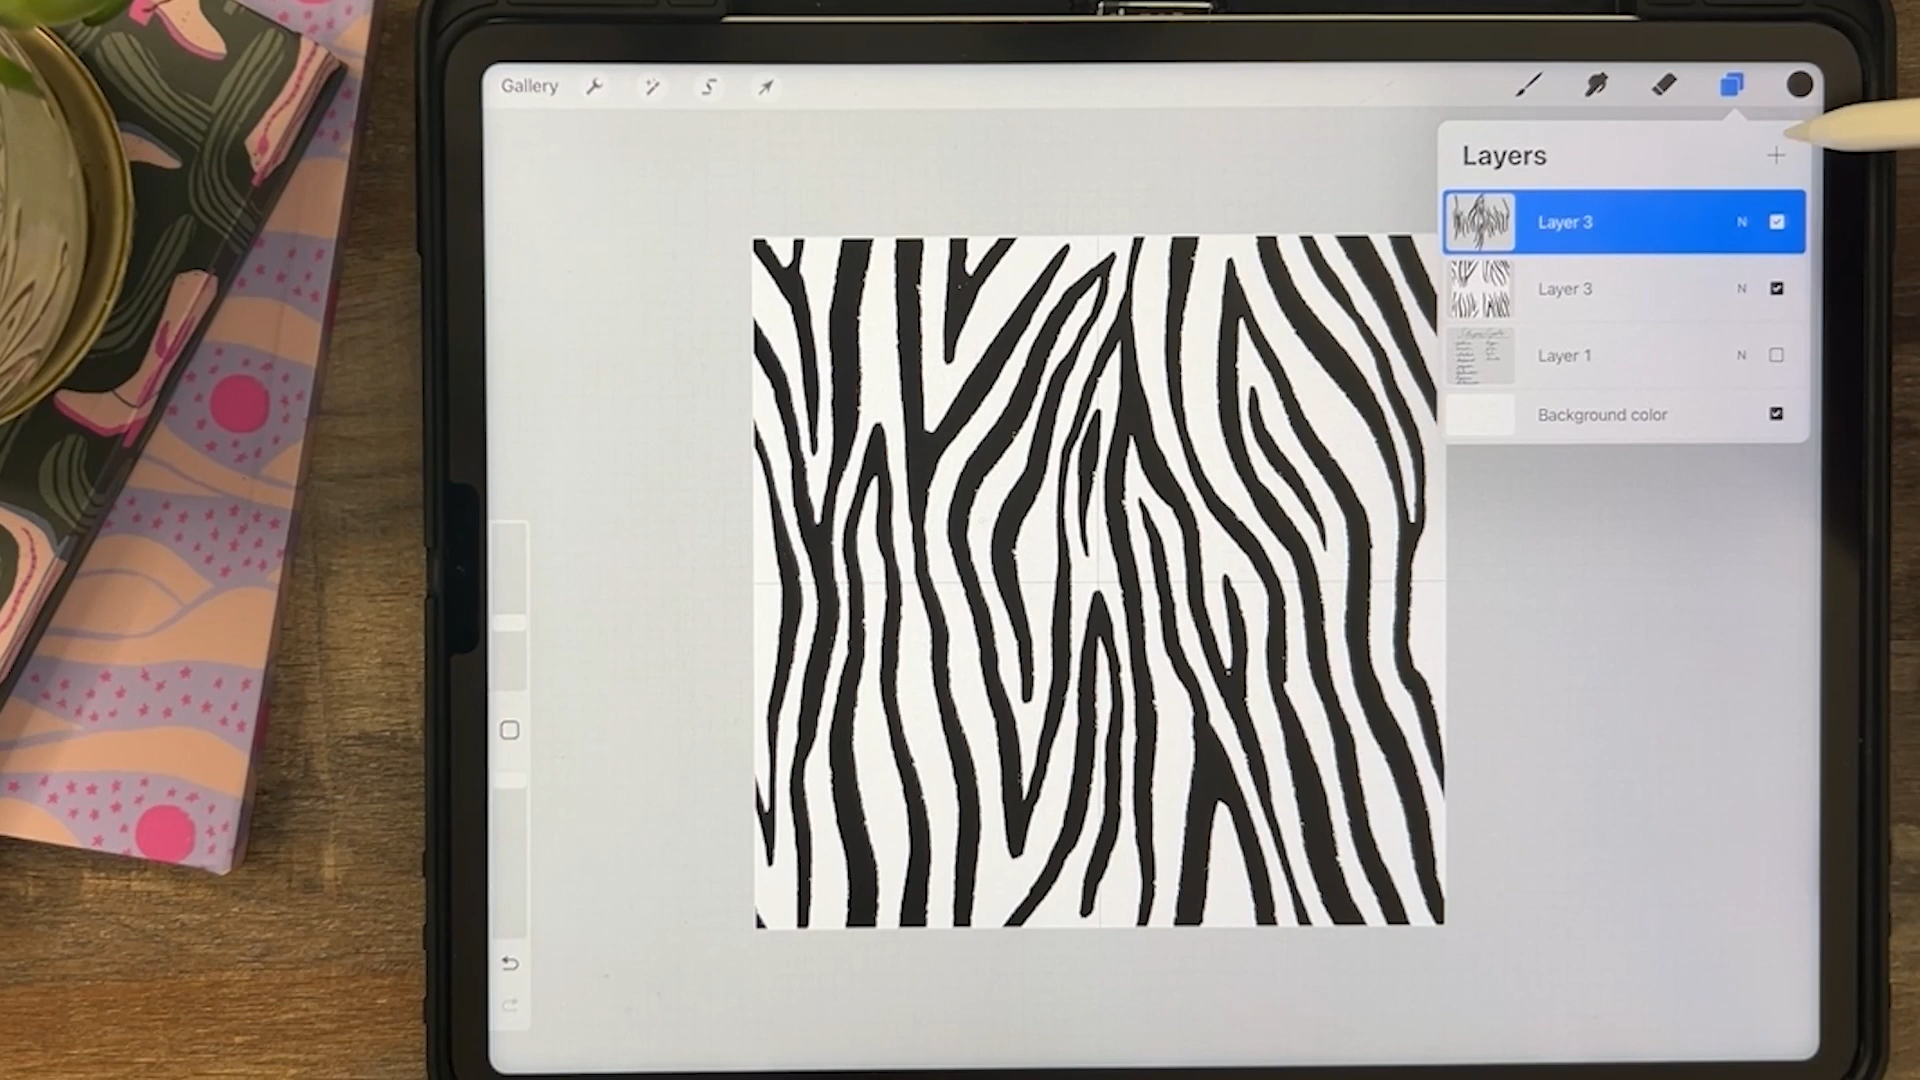 Gallery
Layers
Layer 3 N
Layer 3 N
Layer 1 N
Background color